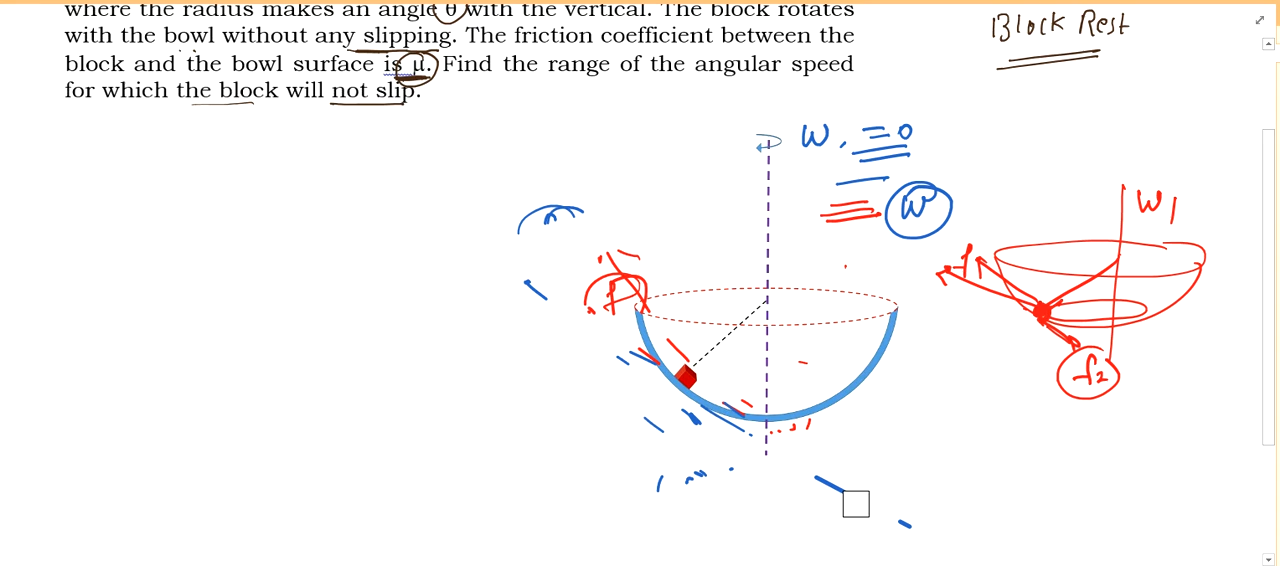 where the radius makes an angle θ with the vertical. The block rotates
with the bowl without any slipping. The friction coefficient between the
block and the bowl surface is μ. Find the range of the angular speed
for which the block will not slip.
Block Rest
ω, = 0
ω
ω1
f
f2